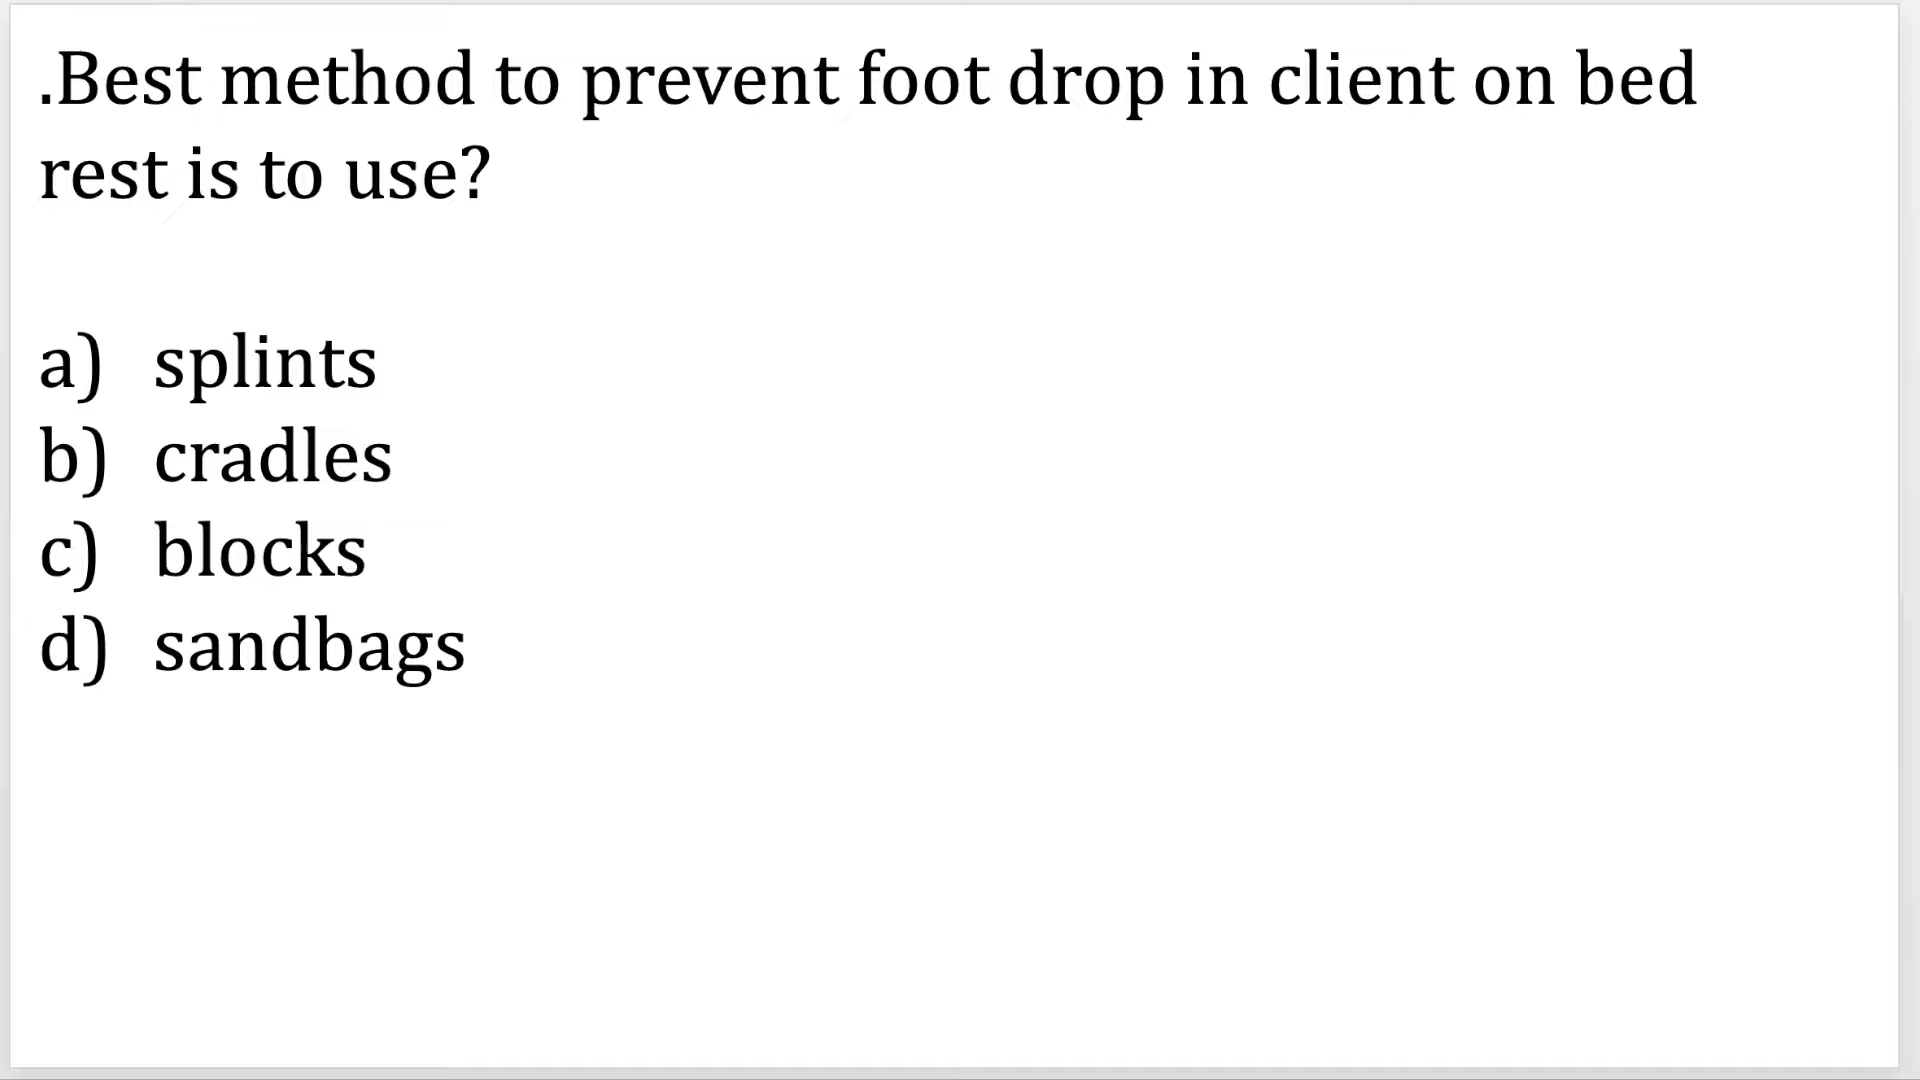 .Best method to prevent foot drop in client on bed
rest is to use?
a) splints
b) cradles
c) blocks
d) sandbags